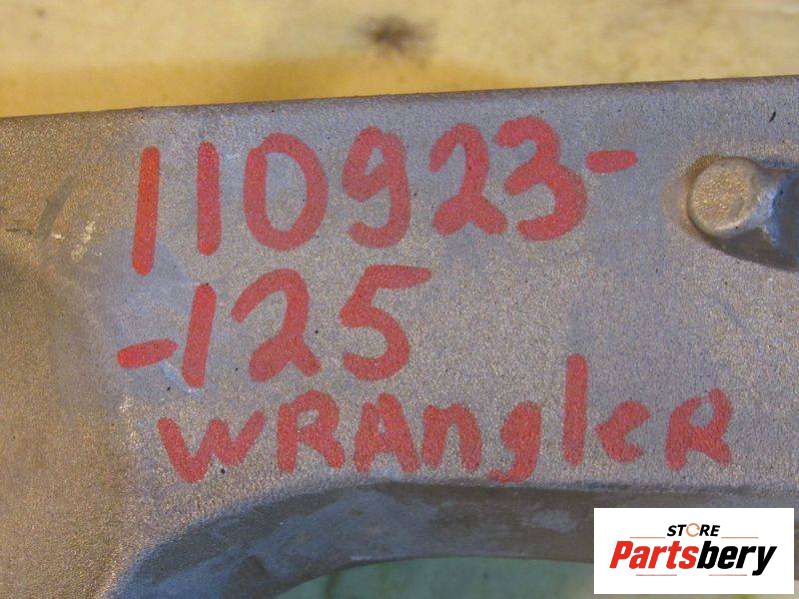 110923-
-125
WRAngleR
STORE
Partsbery